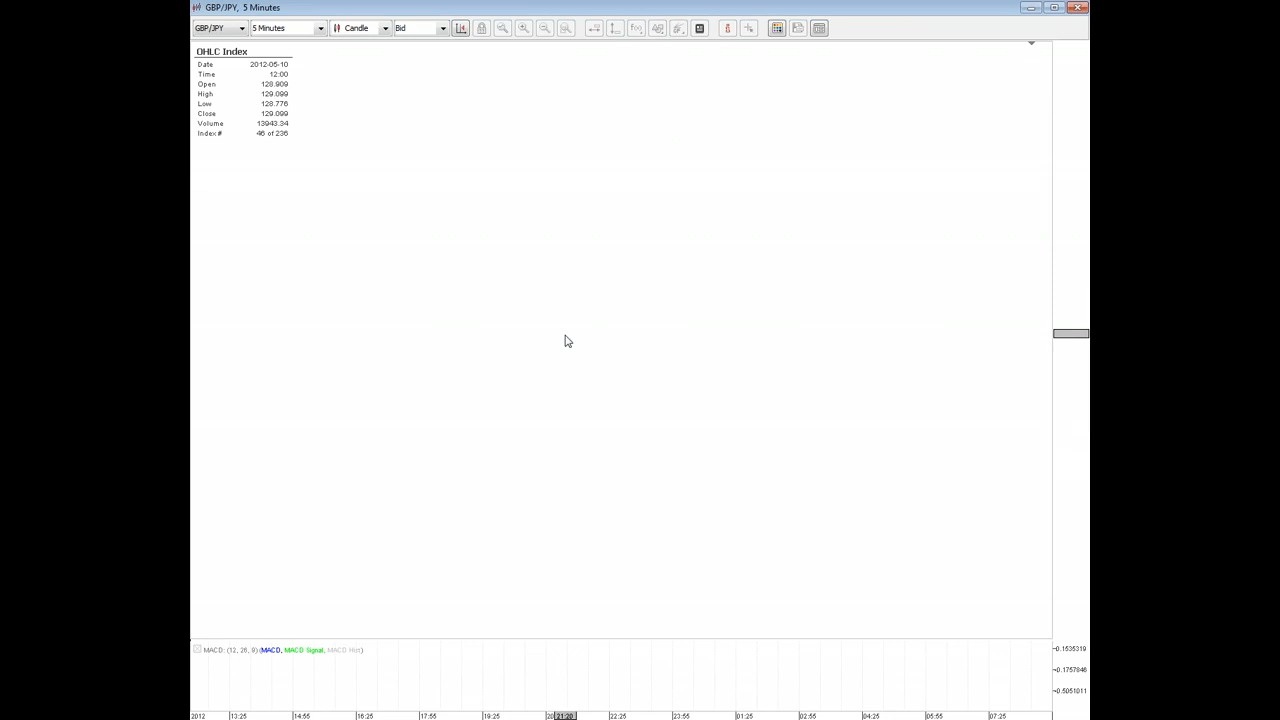 GBP/JPY, 5 Minutes
GBP/JPY 5 Minutes Candle Bid
OHLC Index
Date 2012-05-10
Time 12:00
Open 128.909
High 129.099
Low 128.776
Close 129.099
Volume 13943.34
Index # 46 of 236
MACD: (12, 26, 9) (MACD, MACD Signal, MACD Hist)
-0.1535319
-0.1757846
-0.5051011
2012 13:25 14:55 16:25 17:55 19:25 20 21:20 22:25 23:55 01:25 02:55 04:25 05:55 07:25